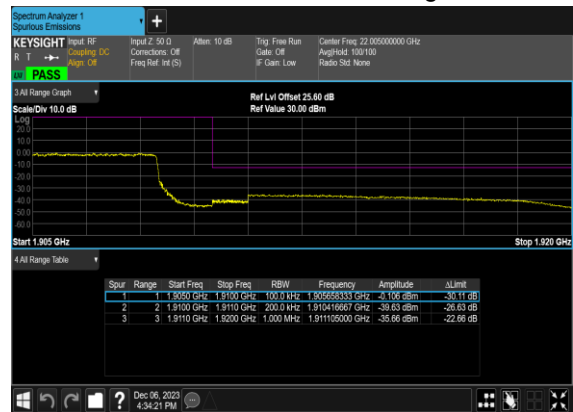 Spectrum Analyzer 1
Spurious Emissions
+
KEYSIGHT Input: RF Input Z: 50 Ω Atten: 10 dB Trig: Free Run Center Freq: 22.005000000 GHz
R T Coupling: DC Corrections: Off Gate: Off Avg|Hold: 100/100
Align: Off Freq Ref: Int (S) IF Gain: Low Radio Std: None
PASS
3 All Range Graph
Ref Lvl Offset 25.60 dB
Scale/Div 10.0 dB Ref Value 30.00 dBm
Log
20.0
10.0
0.00
-10.0
-20.0
-30.0
-40.0
-50.0
-60.0
Start 1.905 GHz Stop 1.920 GHz
4 All Range Table
Spur Range Start Freq Stop Freq RBW Frequency Amplitude ΔLimit
1 1 1.9050 GHz 1.9100 GHz 100.0 kHz 1.905658333 GHz -0.106 dBm -30.11 dB
2 2 1.9100 GHz 1.9110 GHz 200.0 kHz 1.910416667 GHz -39.63 dBm -26.63 dB
3 3 1.9110 GHz 1.9200 GHz 1.000 MHz 1.911105000 GHz -35.66 dBm -22.66 dB
? Dec 06, 2023
4:34:21 PM